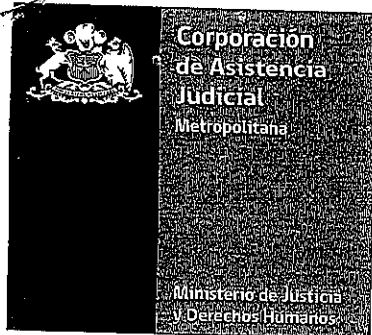 Corporación
de Asistencia
Judicial
Metropolitana
Ministerio de Justicia
y Derechos Humanos